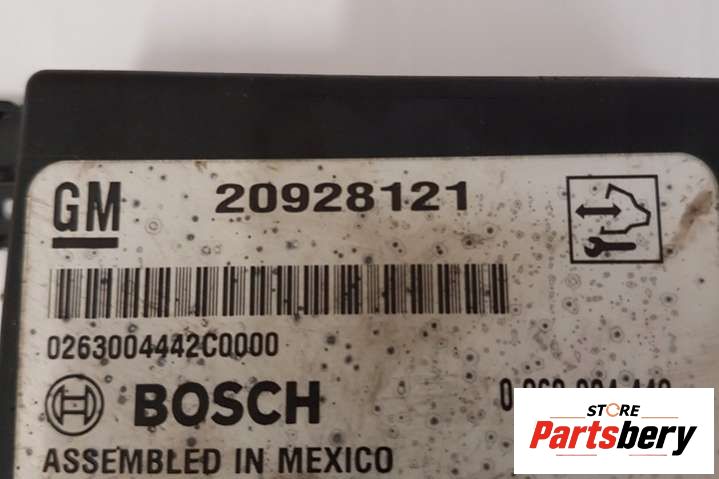 GM 20928121
0263004442C0000
BOSCH
ASSEMBLED IN MEXICO
STORE
Partsbery